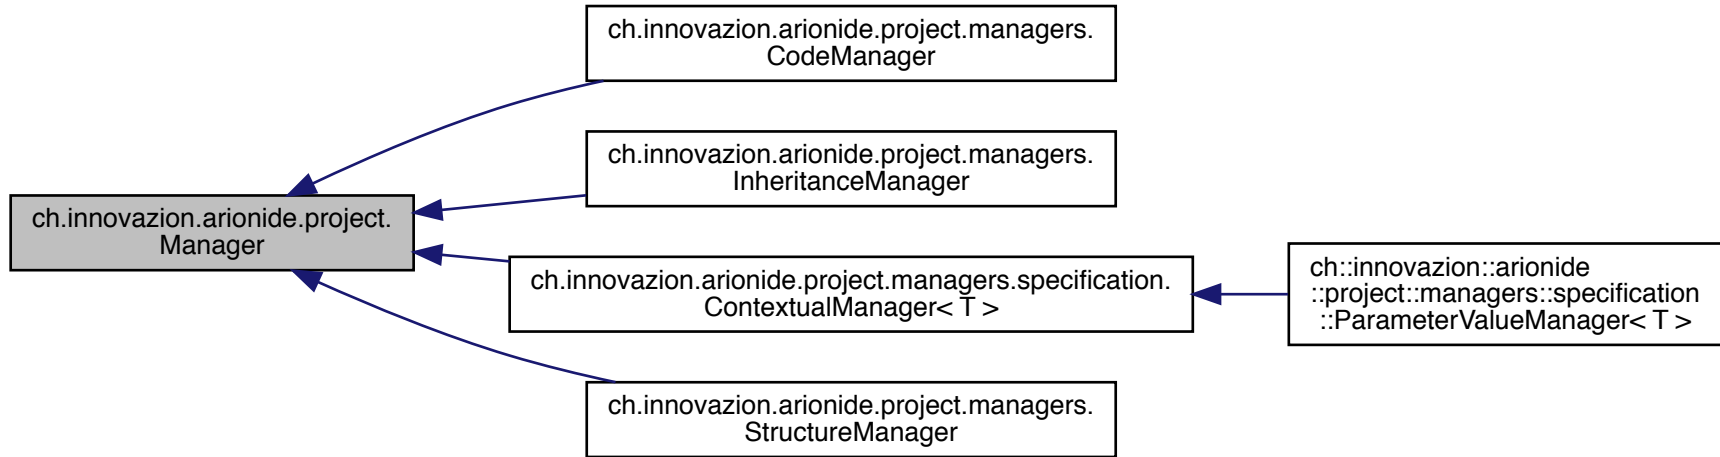 ch.innovazion.arionide.project.managers.
CodeManager
ch.innovazion.arionide.project.managers.
InheritanceManager
ch.innovazion.arionide.project.
Manager
ch.innovazion.arionide.project.managers.specification.
ContextualManager< T >
ch::innovazion::arionide
::project::managers::specification
::ParameterValueManager< T >
ch.innovazion.arionide.project.managers.
StructureManager